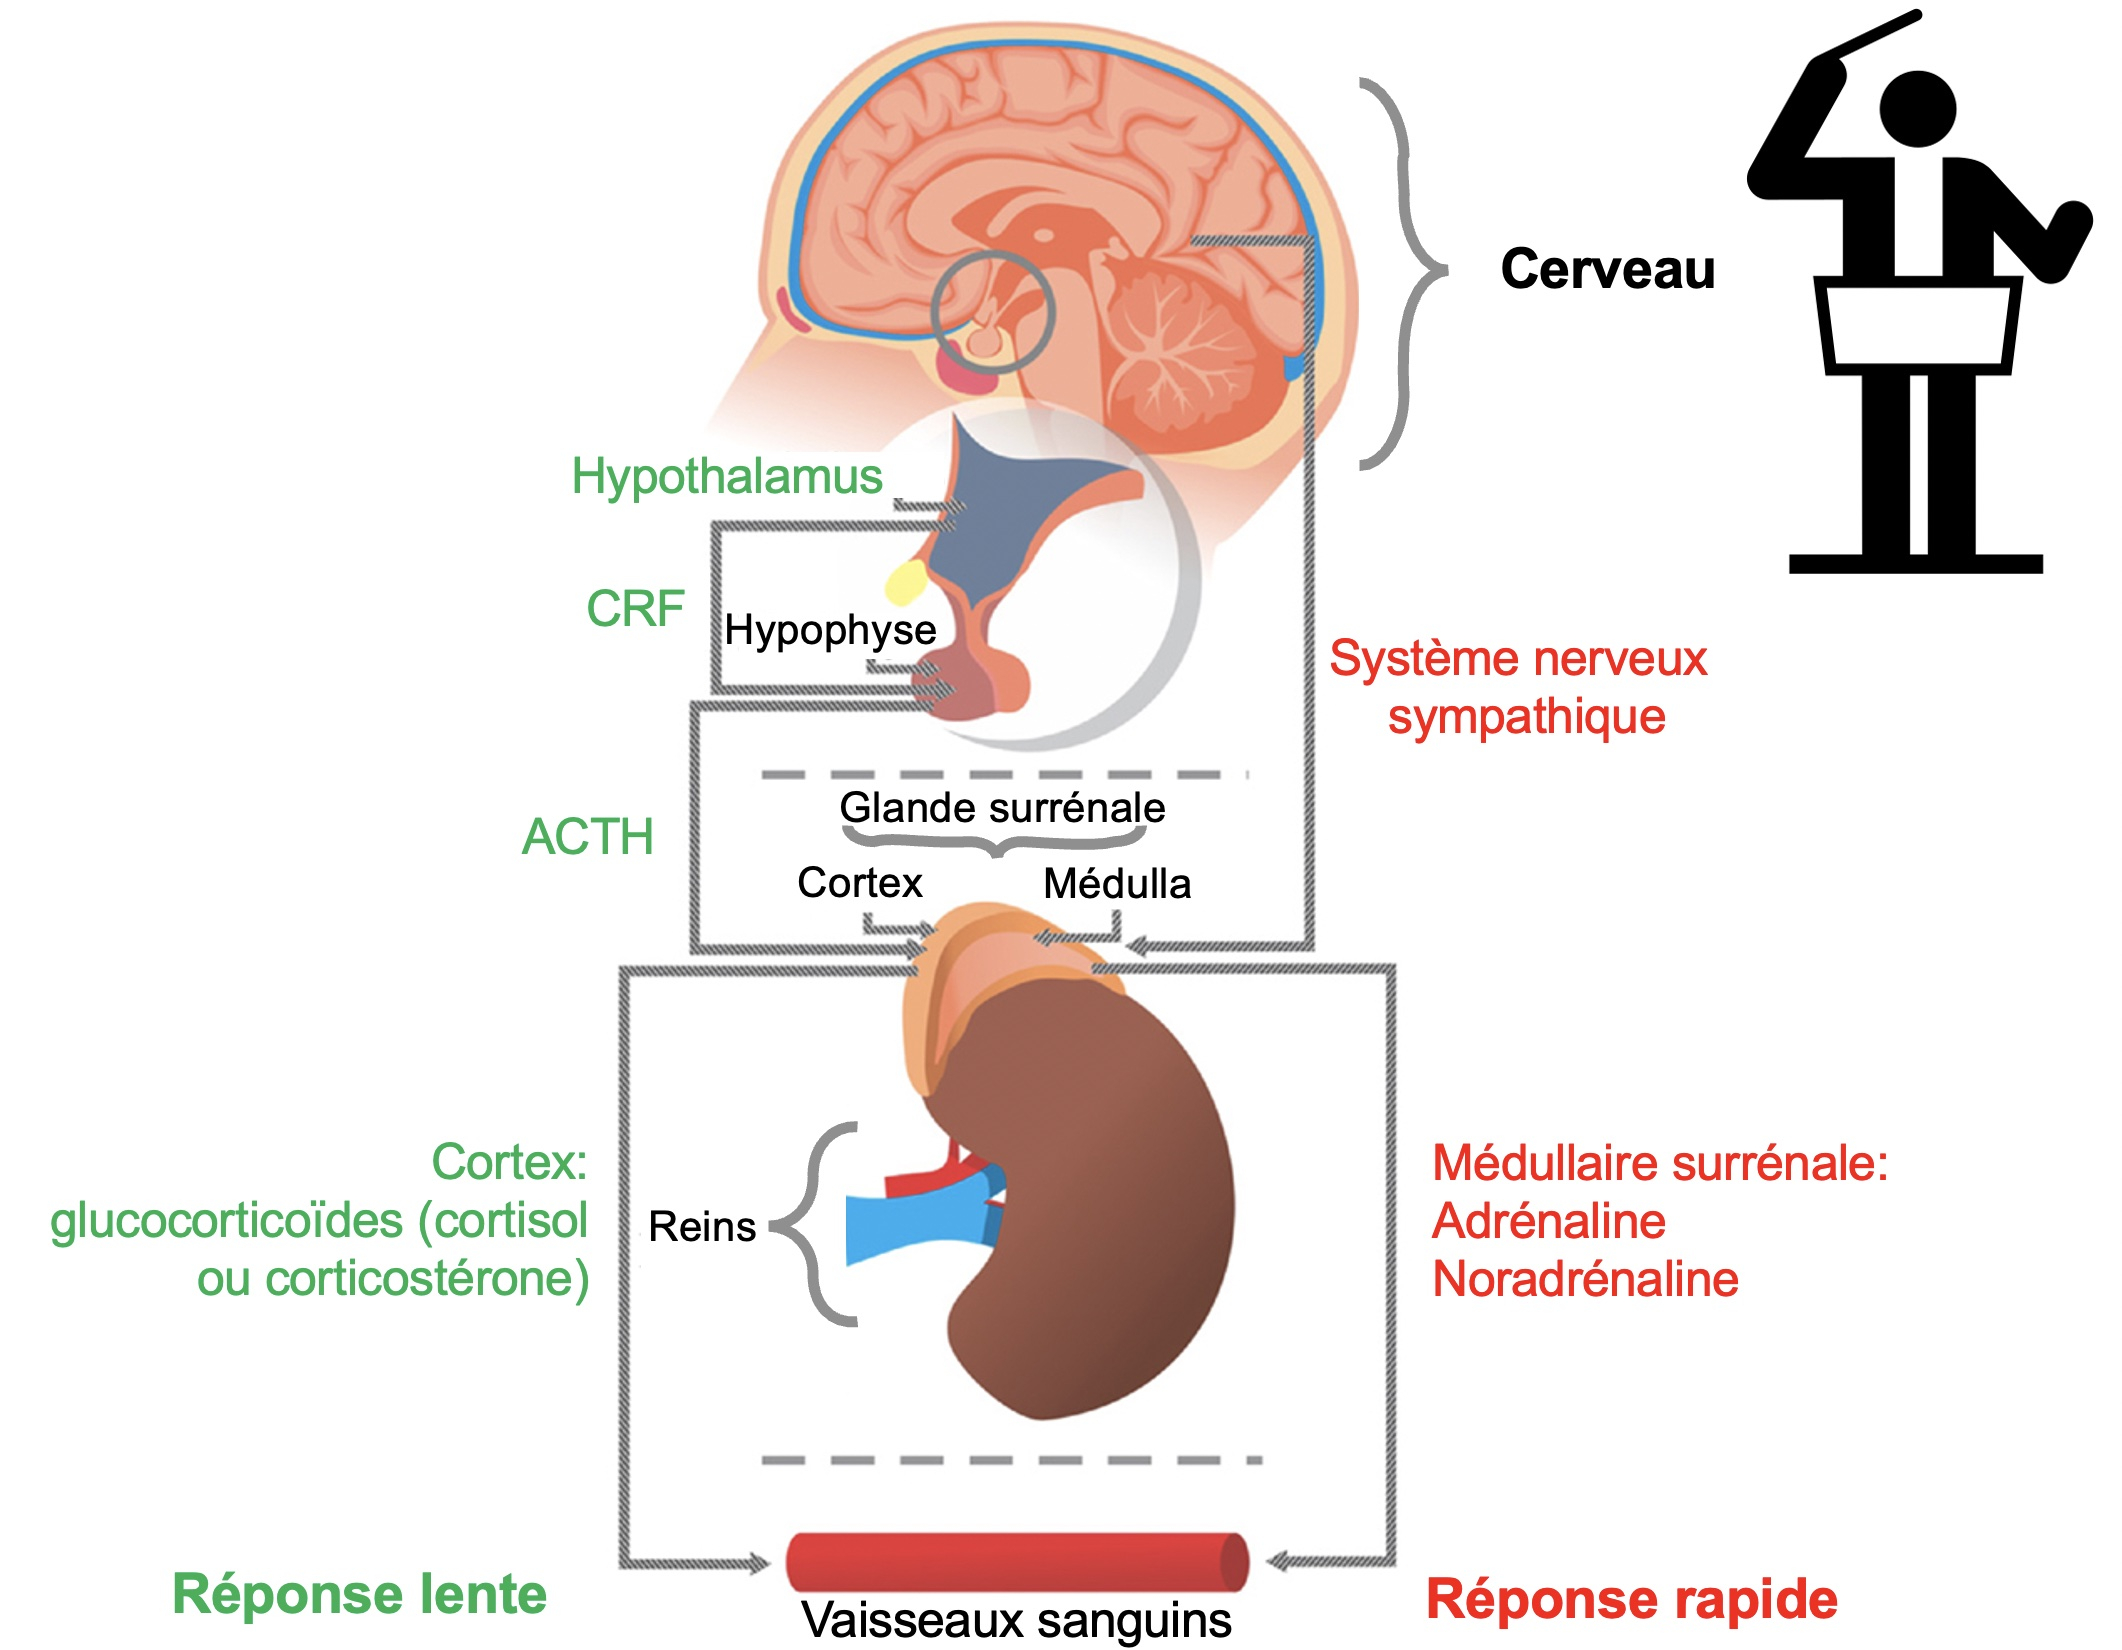 Cerveau
Hypothalamus
CRF
Hypophyse
Système nerveux
sympathique
Glande surrénale
ACTH
Cortex
Médulla
Cortex:
glucocorticoïdes (cortisol
ou corticostérone)
Reins
Médullaire surrénale:
Adrénaline
Noradrénaline
Réponse lente
Vaisseaux sanguins
Réponse rapide